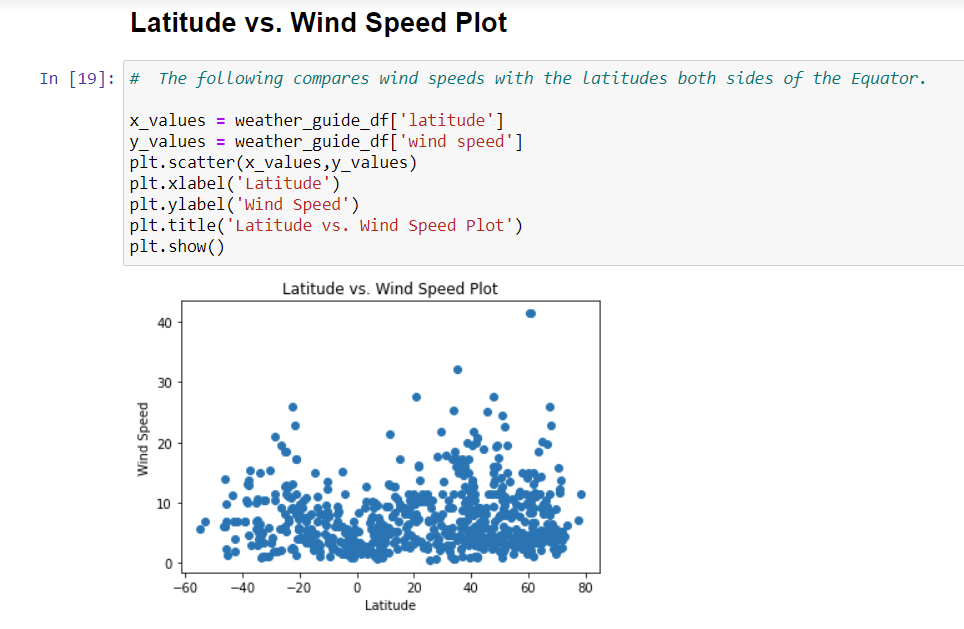 Latitude vs. Wind Speed Plot
In [19]: #  The following compares wind speeds with the latitudes both sides of the Equator.
x_values = weather_guide_df['latitude']
y_values = weather_guide_df['wind speed']
plt.scatter(x_values,y_values)
plt.xlabel('Latitude')
plt.ylabel('Wind Speed')
plt.title('Latitude vs. Wind Speed Plot')
plt.show()
Latitude vs. Wind Speed Plot
Wind Speed
40
30
20
10
0
−60 −40 −20 0 20 40 60 80
Latitude